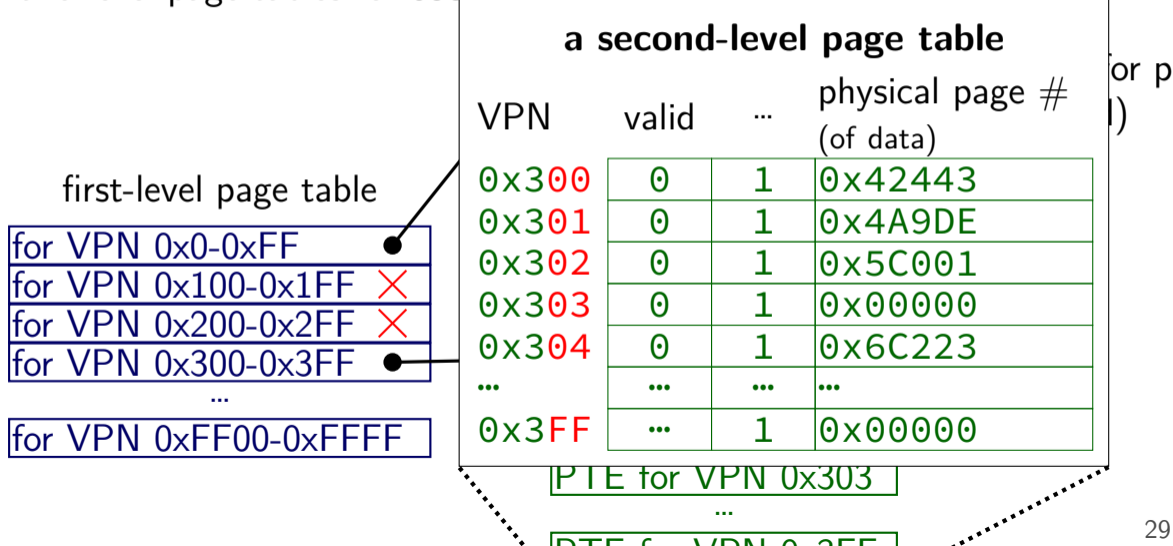 a second-level page table
VPN valid ... physical page #
(of data)
or p
first-level page table
for VPN 0x0-0xFF
for VPN 0x100-0x1FF
for VPN 0x200-0x2FF
for VPN 0x300-0x3FF
...
for VPN 0xFF00-0xFFFF
0x300 0 1 0x42443
0x301 0 1 0x4A9DE
0x302 0 1 0x5C001
0x303 0 1 0x00000
0x304 0 1 0x6C223
... ... ... ...
0x3FF ... 1 0x00000
PTE for VPN 0x303
...
29